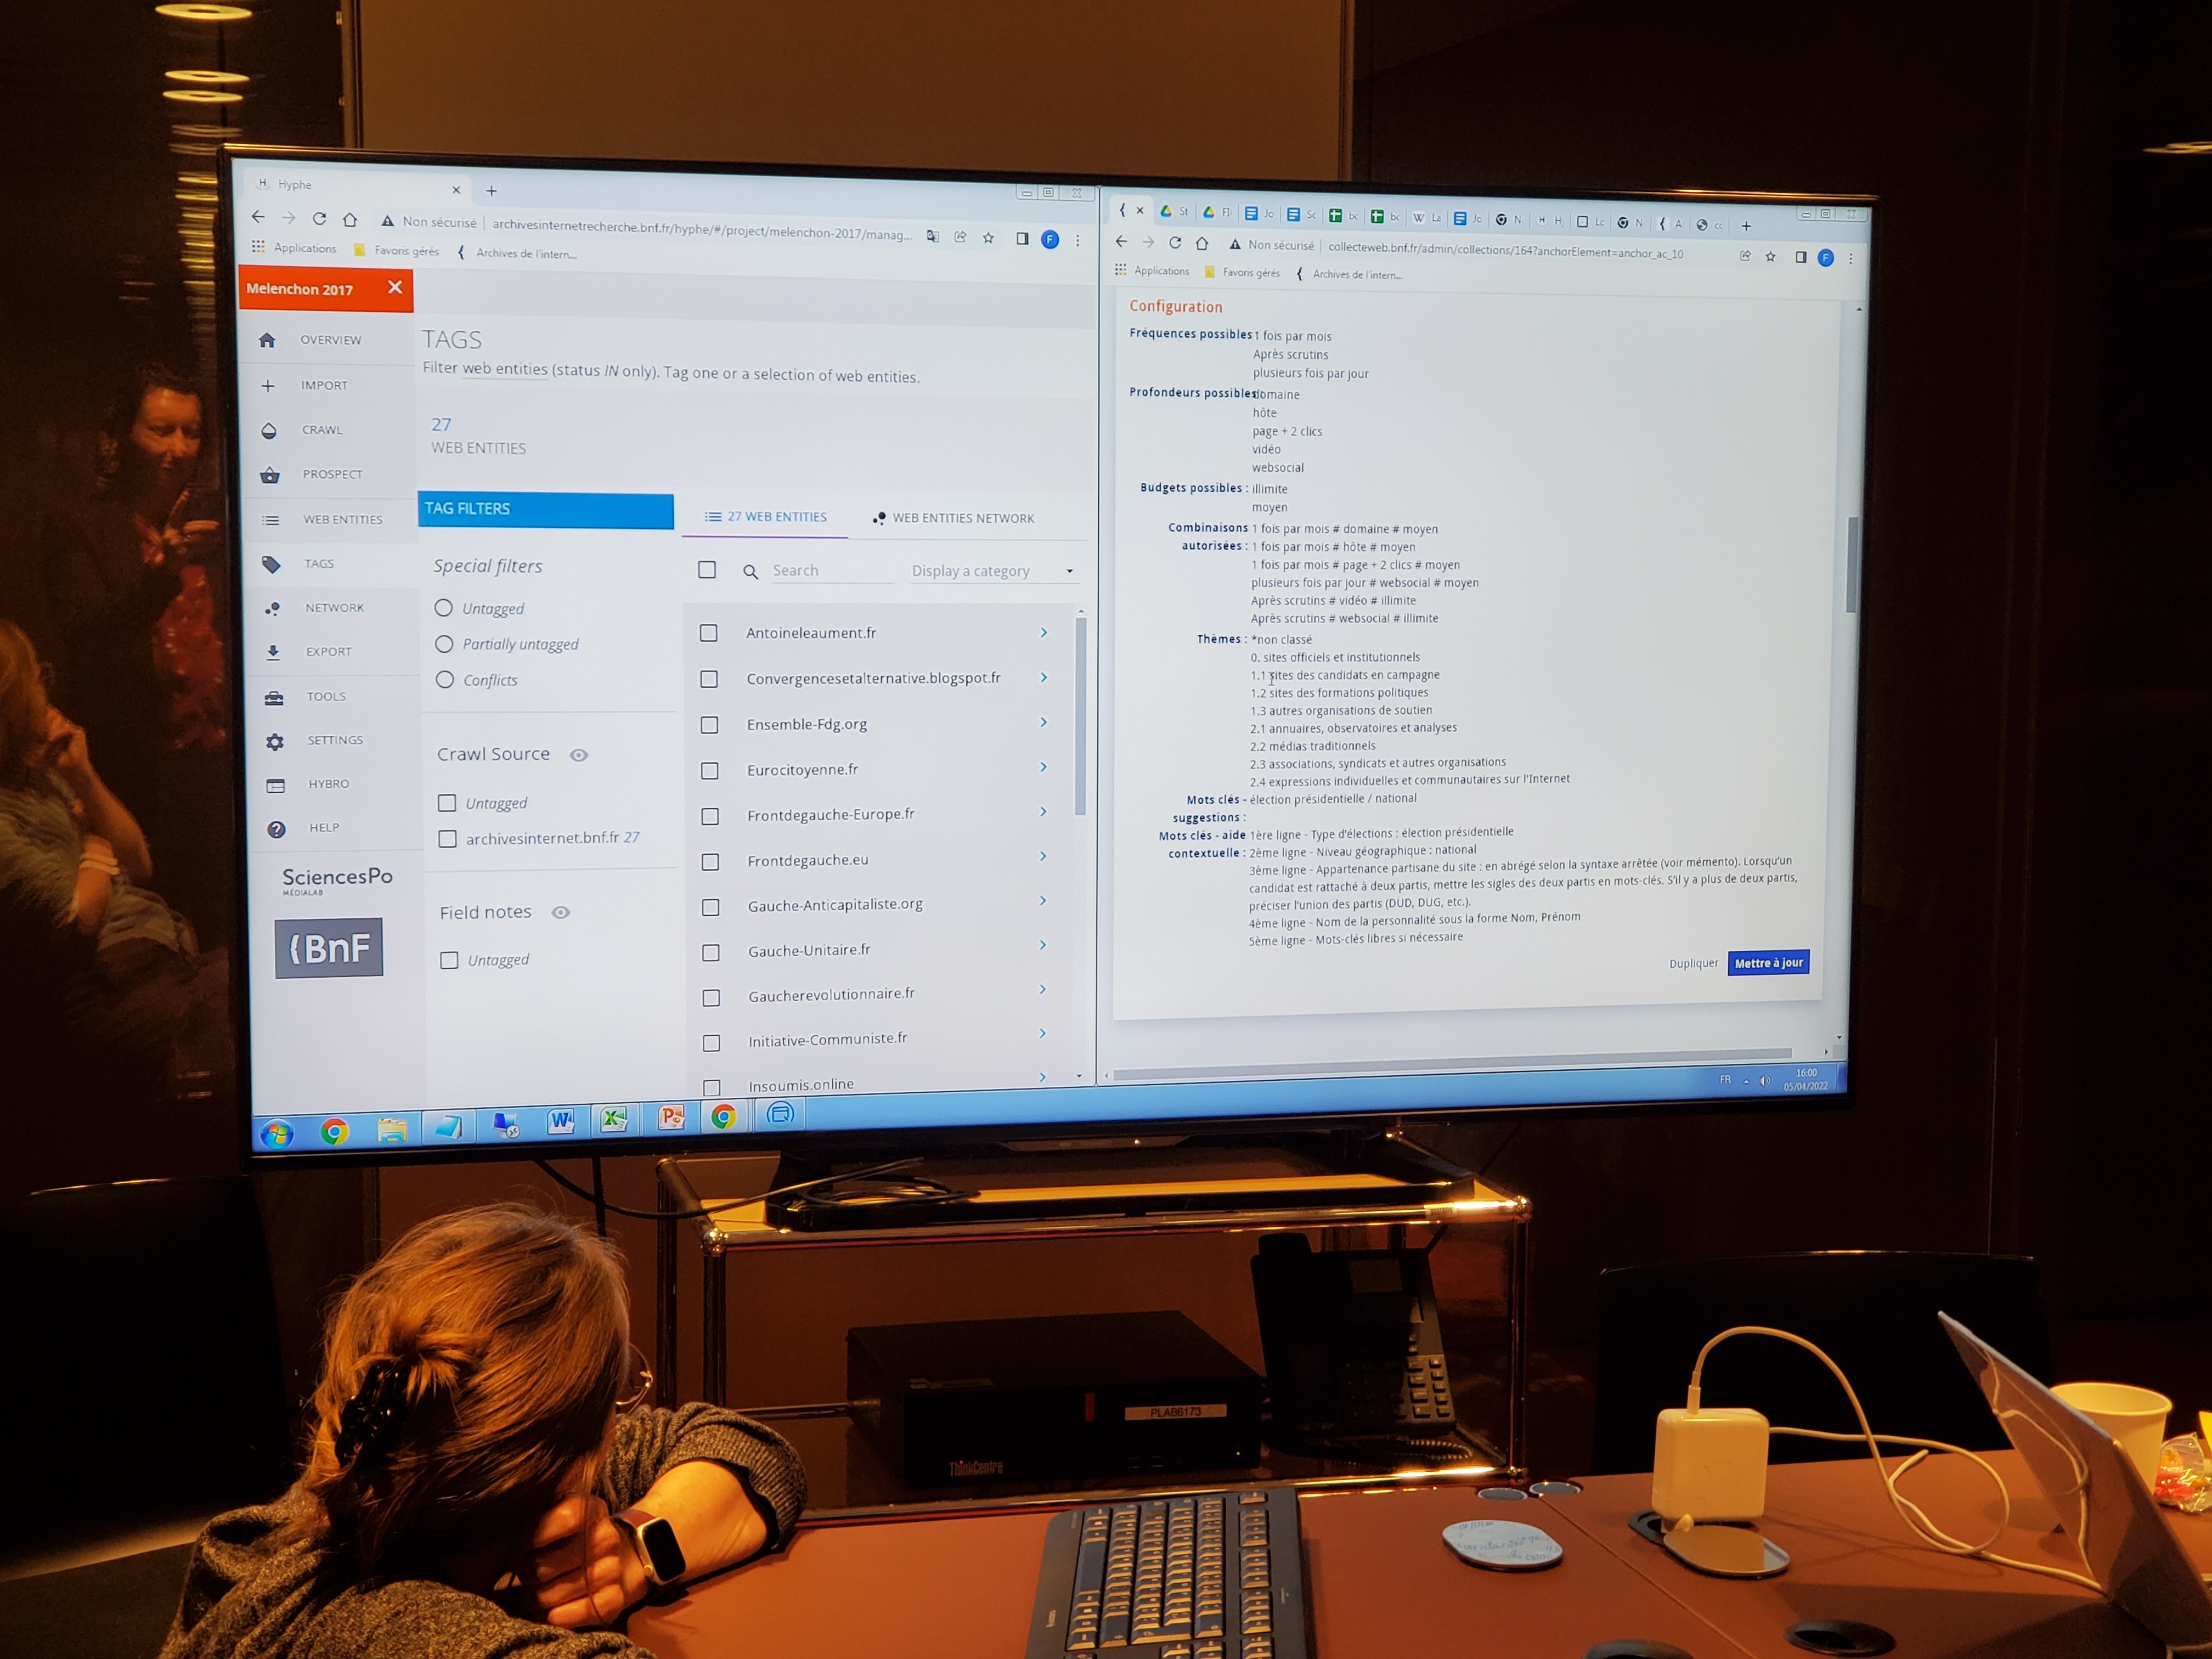 Hyphe
Non sécurisé archivesinternetrecherche.bnf.fr/hyphe/#/project/melenchon-2017/manag...
Applications Favoris gérés Archives de l'intern...
Melenchon 2017
OVERVIEW
IMPORT
CRAWL
PROSPECT
WEB ENTITIES
TAGS
NETWORK
EXPORT
TOOLS
SETTINGS
HYBRO
HELP
SciencesPo
MÉDIALAB
BnF
TAGS
Filter web entities (status IN only). Tag one or a selection of web entities.
27
WEB ENTITIES
TAG FILTERS
Special filters
Untagged
Partially untagged
Conflicts
Crawl Source
Untagged
archivesinternet.bnf.fr 27
Field notes
Untagged
27 WEB ENTITIES WEB ENTITIES NETWORK
Search Display a category
Antoineleaument.fr
Convergencesetalternative.blogspot.fr
Ensemble-Fdg.org
Eurocitoyenne.fr
Frontdegauche-Europe.fr
Frontdegauche.eu
Gauche-Anticapitaliste.org
Gauche-Unitaire.fr
Gaucherevolutionnaire.fr
Initiative-Communiste.fr
Insoumis.online
Non sécurisé collecteweb.bnf.fr/admin/collections/164?anchorElement=anchor_ac_10
Applications Favoris gérés Archives de l'intern...
Configuration
Fréquences possibles 1 fois par mois
Après scrutins
plusieurs fois par jour
Profondeurs possibles domaine
hôte
page + 2 clics
vidéo
websocial
Budgets possibles : illimite
moyen
Combinaisons 1 fois par mois # domaine # moyen
autorisées : 1 fois par mois # hôte # moyen
1 fois par mois # page + 2 clics # moyen
plusieurs fois par jour # websocial # moyen
Après scrutins # vidéo # illimite
Après scrutins # websocial # illimite
Thèmes : *non classé
0. sites officiels et institutionnels
1.1 sites des candidats en campagne
1.2 sites des formations politiques
1.3 autres organisations de soutien
2.1 annuaires, observatoires et analyses
2.2 médias traditionnels
2.3 associations, syndicats et autres organisations
2.4 expressions individuelles et communautaires sur l'Internet
Mots clés - élection présidentielle / national
suggestions :
Mots clés - aide 1ère ligne - Type d'élections : élection présidentielle
contextuelle : 2ème ligne - Niveau géographique : national
3ème ligne - Appartenance partisane du site : en abrégé selon la syntaxe arrêtée (voir mémento). Lorsqu'un
candidat est rattaché à deux partis, mettre les sigles des deux partis en mots-clés. S'il y a plus de deux partis,
préciser l'union des partis (DUD, DUG, etc.).
4ème ligne - Nom de la personnalité sous la forme Nom, Prénom
5ème ligne - Mots-clés libres si nécessaire
Dupliquer Mettre à jour
FR 16:00
05/04/2022
PLAB6173
ThinkCentre